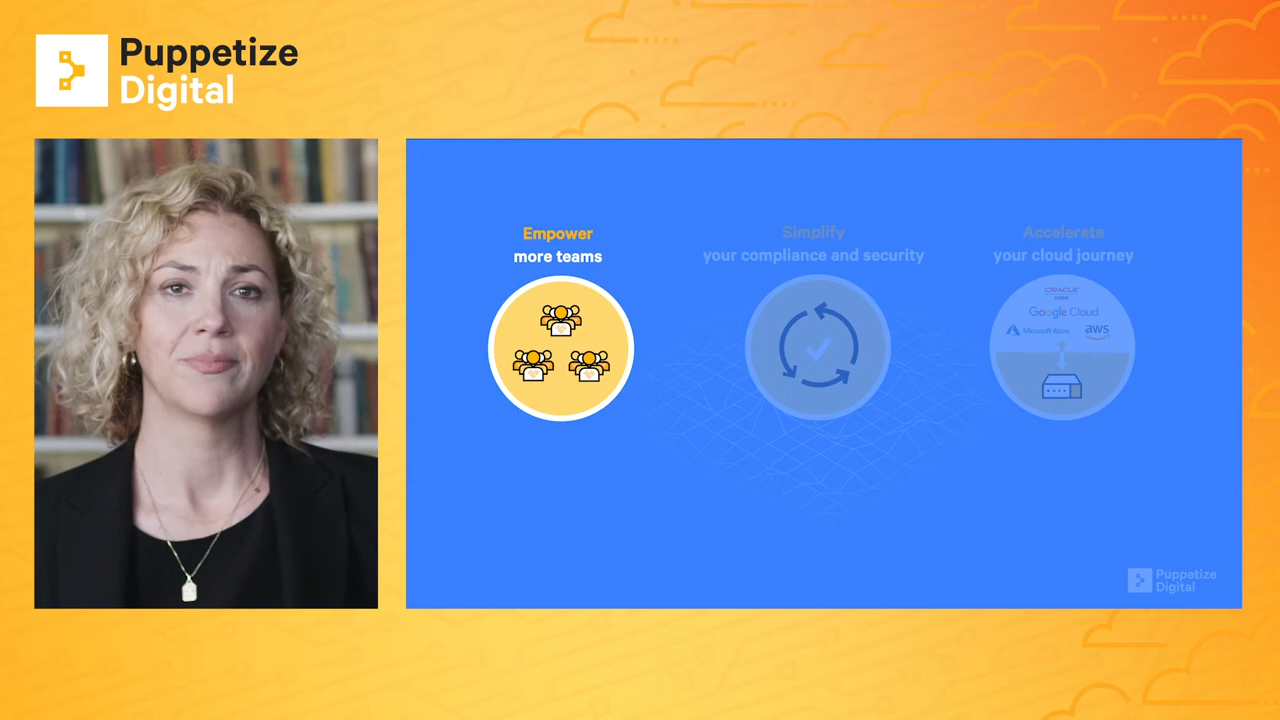 Puppetize
Digital
Empower
more teams
Simplify
your compliance and security
Accelerate
your cloud journey
ORACLE
CLOUD
Google Cloud
Microsoft Azure
aws
Puppetize
Digital